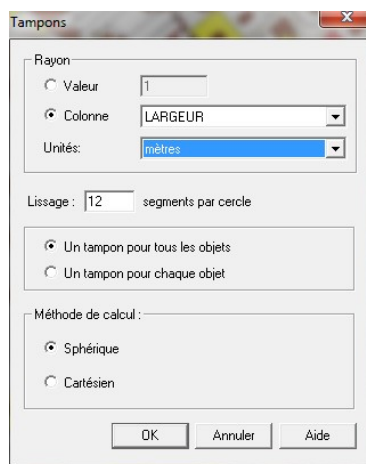 Tampons
Rayon
Valeur 1
Colonne LARGEUR
Unités: mètres
Lissage : 12 segments par cercle
Un tampon pour tous les objets
Un tampon pour chaque objet
Méthode de calcul :
Sphérique
Cartésien
OK Annuler Aide